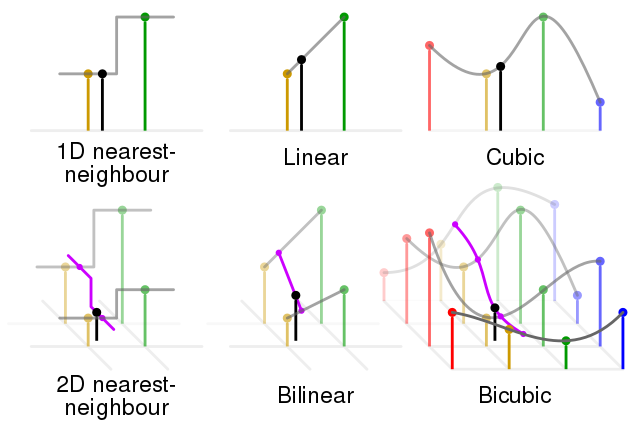 1D nearest-
neighbour
Linear
Cubic
2D nearest-
neighbour
Bilinear
Bicubic